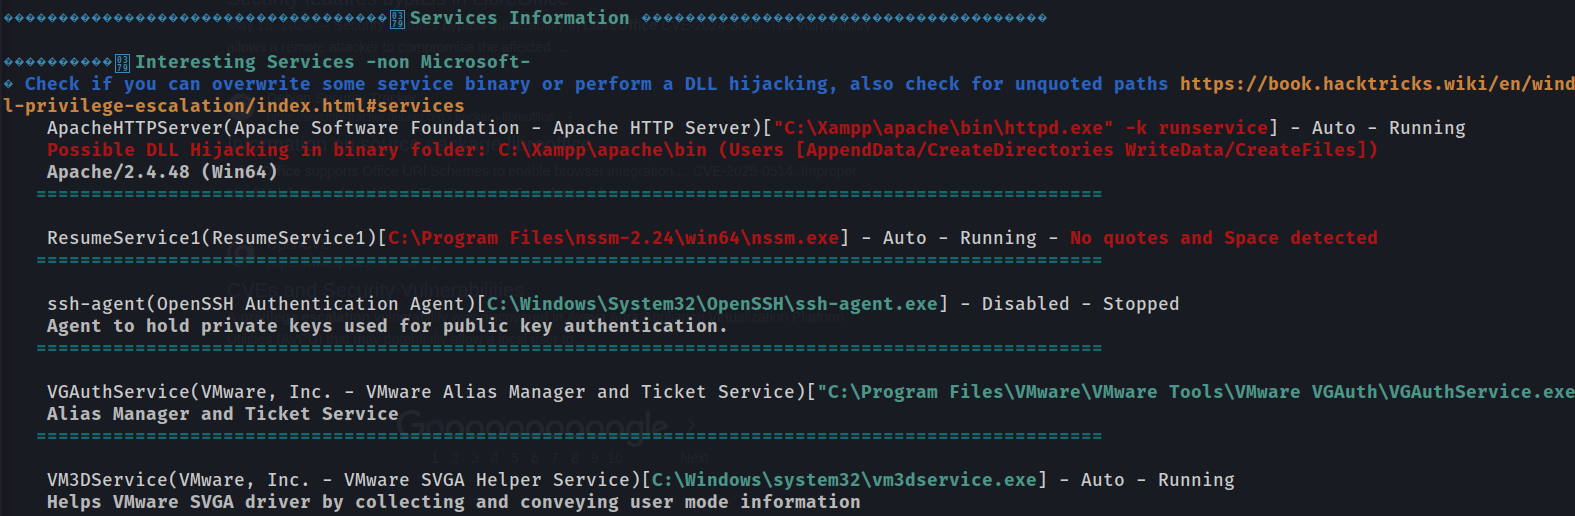 Services Information
Interesting Services -non Microsoft-
Check if you can overwrite some service binary or perform a DLL hijacking, also check for unquoted paths https://book.hacktricks.wiki/en/wind
l-privilege-escalation/index.html#services
ApacheHTTPServer(Apache Software Foundation - Apache HTTP Server)["C:\Xampp\apache\bin\httpd.exe" -k runservice] - Auto - Running
Possible DLL Hijacking in binary folder: C:\Xampp\apache\bin (Users [AppendData/CreateDirectories WriteData/CreateFiles])
Apache/2.4.48 (Win64)
=================================================================================================
ResumeService1(ResumeService1)[C:\Program Files\nssm-2.24\win64\nssm.exe] - Auto - Running - No quotes and Space detected
=================================================================================================
ssh-agent(OpenSSH Authentication Agent)[C:\Windows\System32\OpenSSH\ssh-agent.exe] - Disabled - Stopped
Agent to hold private keys used for public key authentication.
=================================================================================================
VGAuthService(VMware, Inc. - VMware Alias Manager and Ticket Service)["C:\Program Files\VMware\VMware Tools\VMware VGAuth\VGAuthService.exe
Alias Manager and Ticket Service
=================================================================================================
VM3DService(VMware, Inc. - VMware SVGA Helper Service)[C:\Windows\system32\vm3dservice.exe] - Auto - Running
Helps VMware SVGA driver by collecting and conveying user mode information